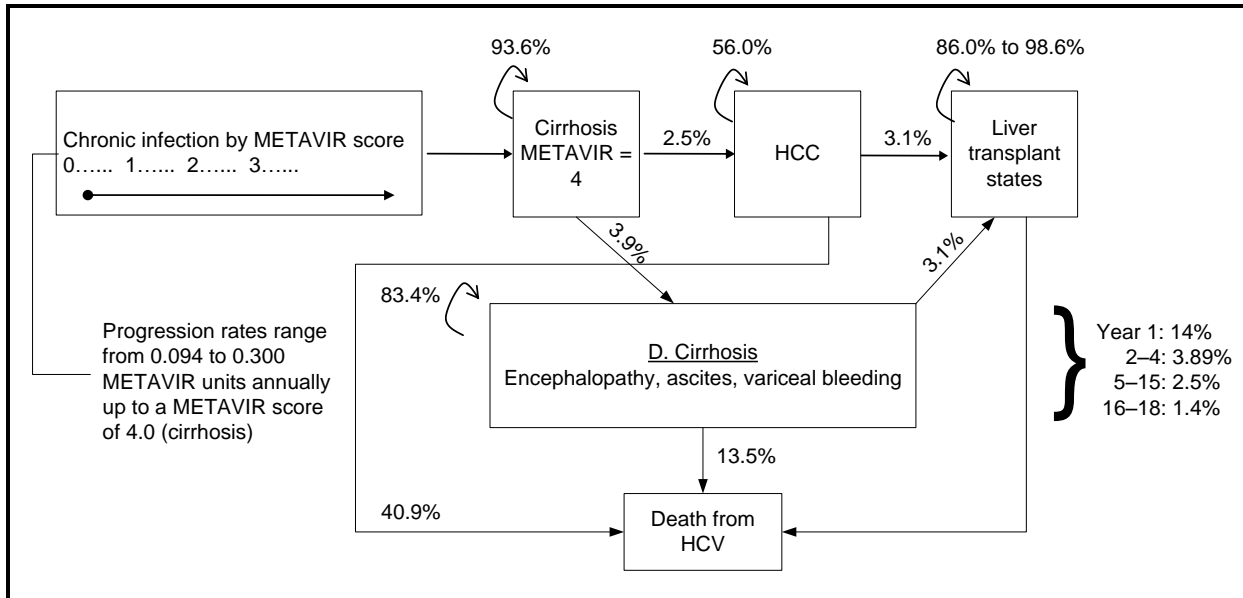 93.6%
56.0%
86.0% to 98.6%
Chronic infection by METAVIR score
0…... 1…... 2…... 3…...
Cirrhosis
METAVIR =
4
2.5%
HCC
3.1%
Liver
transplant
states
3.9%
3.1%
83.4%
D. Cirrhosis
Encephalopathy, ascites, variceal bleeding
Progression rates range
from 0.094 to 0.300
METAVIR units annually
up to a METAVIR score
of 4.0 (cirrhosis)
}
Year 1: 14%
2–4: 3.89%
5–15: 2.5%
16–18: 1.4%
13.5%
40.9%
Death from
HCV